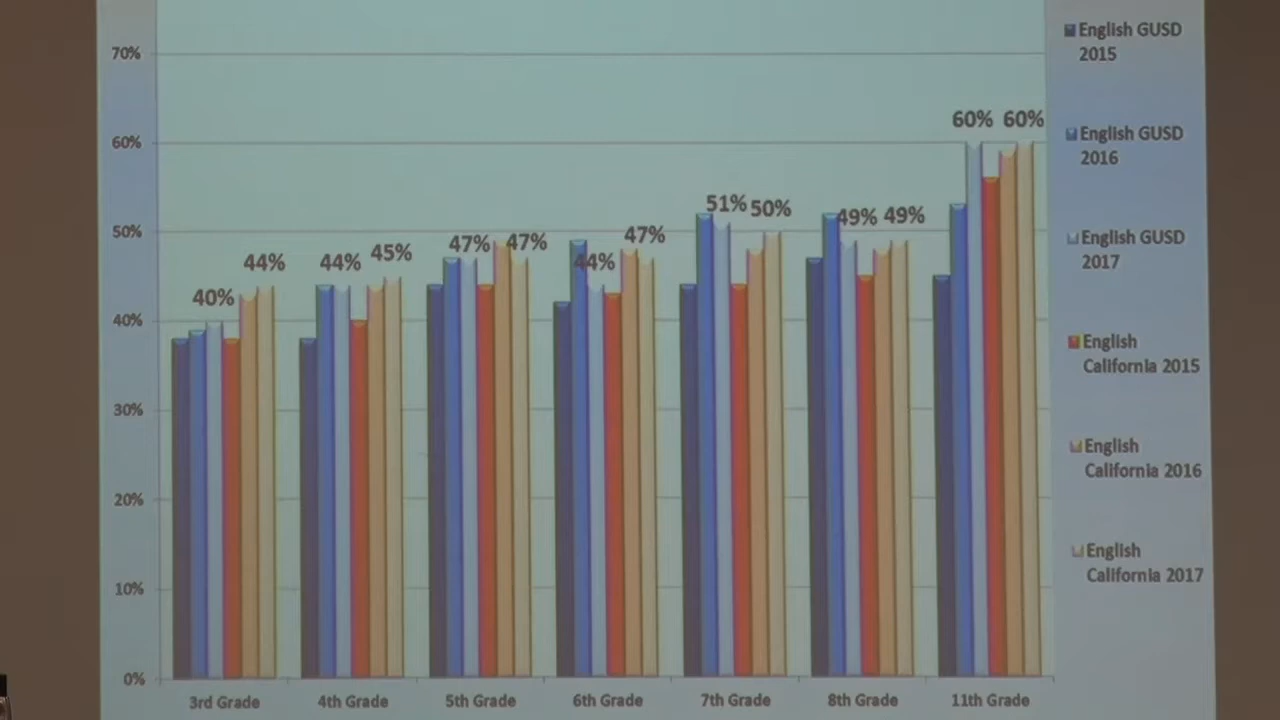 70%
60%
50%
40%
30%
20%
10%
0%
40%
44%
44%
45%
47%
47%
44%
47%
51%
50%
49%
49%
60%
60%
3rd Grade
4th Grade
5th Grade
6th Grade
7th Grade
8th Grade
11th Grade
English GUSD
2015
English GUSD
2016
English GUSD
2017
English
California 2015
English
California 2016
English
California 2017